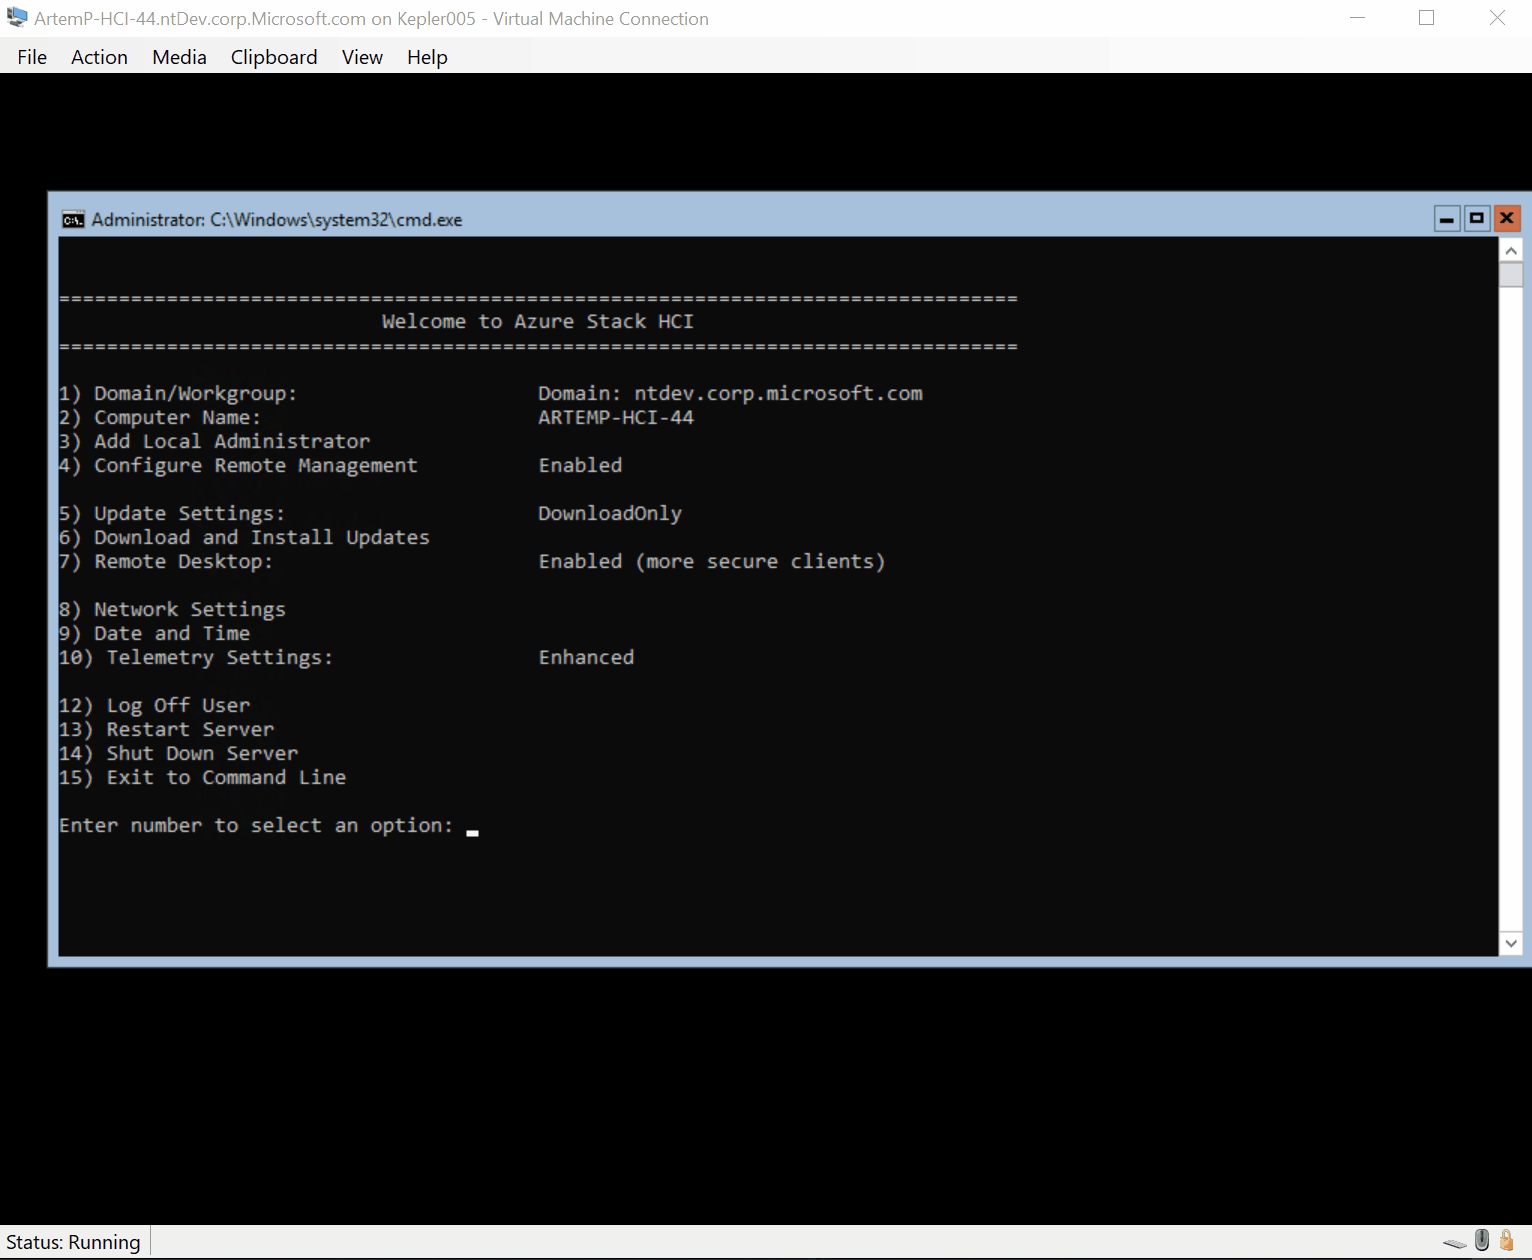 ArtemP-HCI-44.ntDev.corp.Microsoft.com on Kepler005 - Virtual Machine Connection
File Action Media Clipboard View Help
Administrator: C:\Windows\system32\cmd.exe
================================================================================
Welcome to Azure Stack HCI
================================================================================
1) Domain/Workgroup: Domain: ntdev.corp.microsoft.com
2) Computer Name: ARTEMP-HCI-44
3) Add Local Administrator
4) Configure Remote Management Enabled
5) Update Settings: DownloadOnly
6) Download and Install Updates
7) Remote Desktop: Enabled (more secure clients)
8) Network Settings
9) Date and Time
10) Telemetry Settings: Enhanced
12) Log Off User
13) Restart Server
14) Shut Down Server
15) Exit to Command Line
Enter number to select an option: _
Status: Running